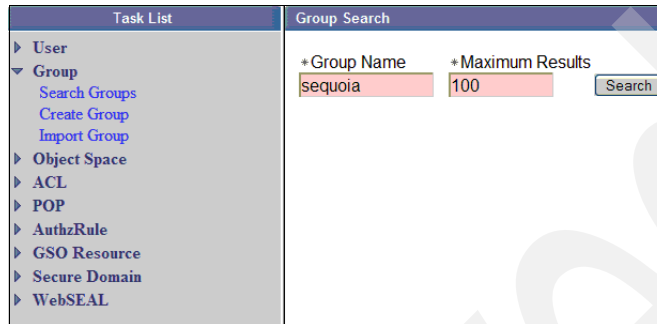 Task List
User
Group
Search Groups
Create Group
Import Group
Object Space
ACL
POP
AuthzRule
GSO Resource
Secure Domain
WebSEAL
Group Search
*Group Name *Maximum Results
sequoia 100 Search